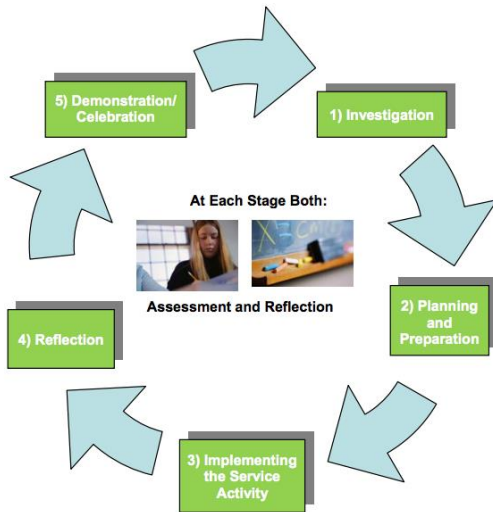 5) Demonstration/
Celebration
1) Investigation
At Each Stage Both:
Assessment and Reflection
2) Planning
and
Preparation
4) Reflection
3) Implementing
the Service
Activity